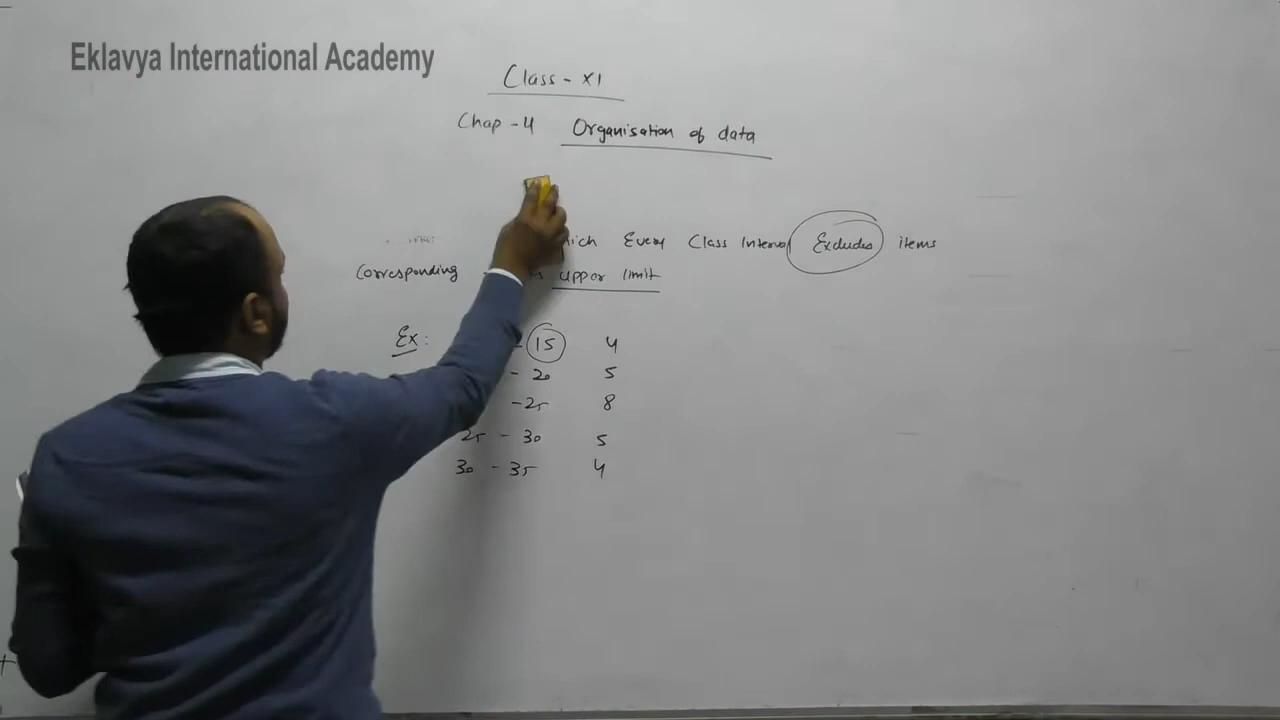 Eklavya International Academy
Class - XI
Chap - 4 Organisation of data
Every Class Interval Excludes items
Corresponding upper limit
Ex: - 15 4
- 20 5
- 25 8
25 - 30 5
30 - 35 4